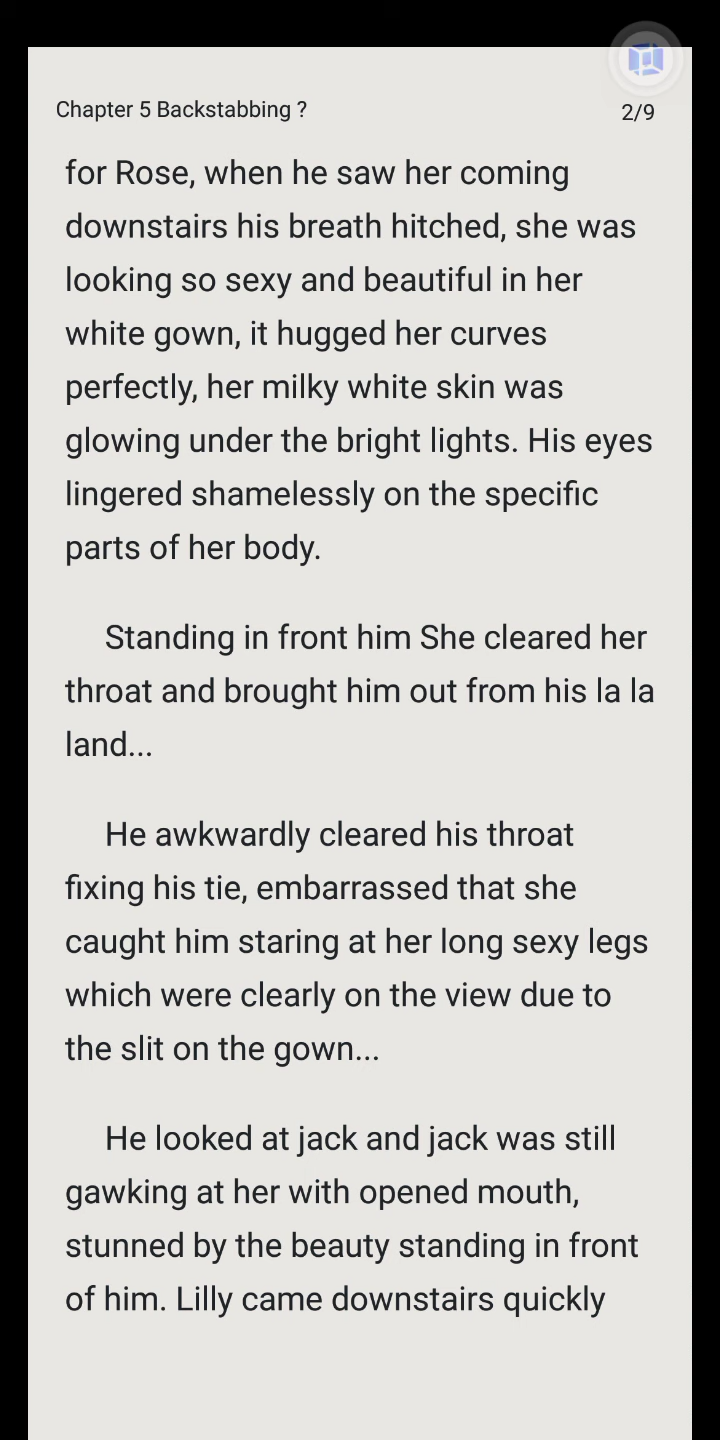 Chapter 5 Backstabbing ?
2/9
for Rose, when he saw her coming
downstairs his breath hitched, she was
looking so sexy and beautiful in her
white gown, it hugged her curves
perfectly, her milky white skin was
glowing under the bright lights. His eyes
lingered shamelessly on the specific
parts of her body.
Standing in front him She cleared her
throat and brought him out from his la la
land...
He awkwardly cleared his throat
fixing his tie, embarrassed that she
caught him staring at her long sexy legs
which were clearly on the view due to
the slit on the gown...
He looked at jack and jack was still
gawking at her with opened mouth,
stunned by the beauty standing in front
of him. Lilly came downstairs quickly